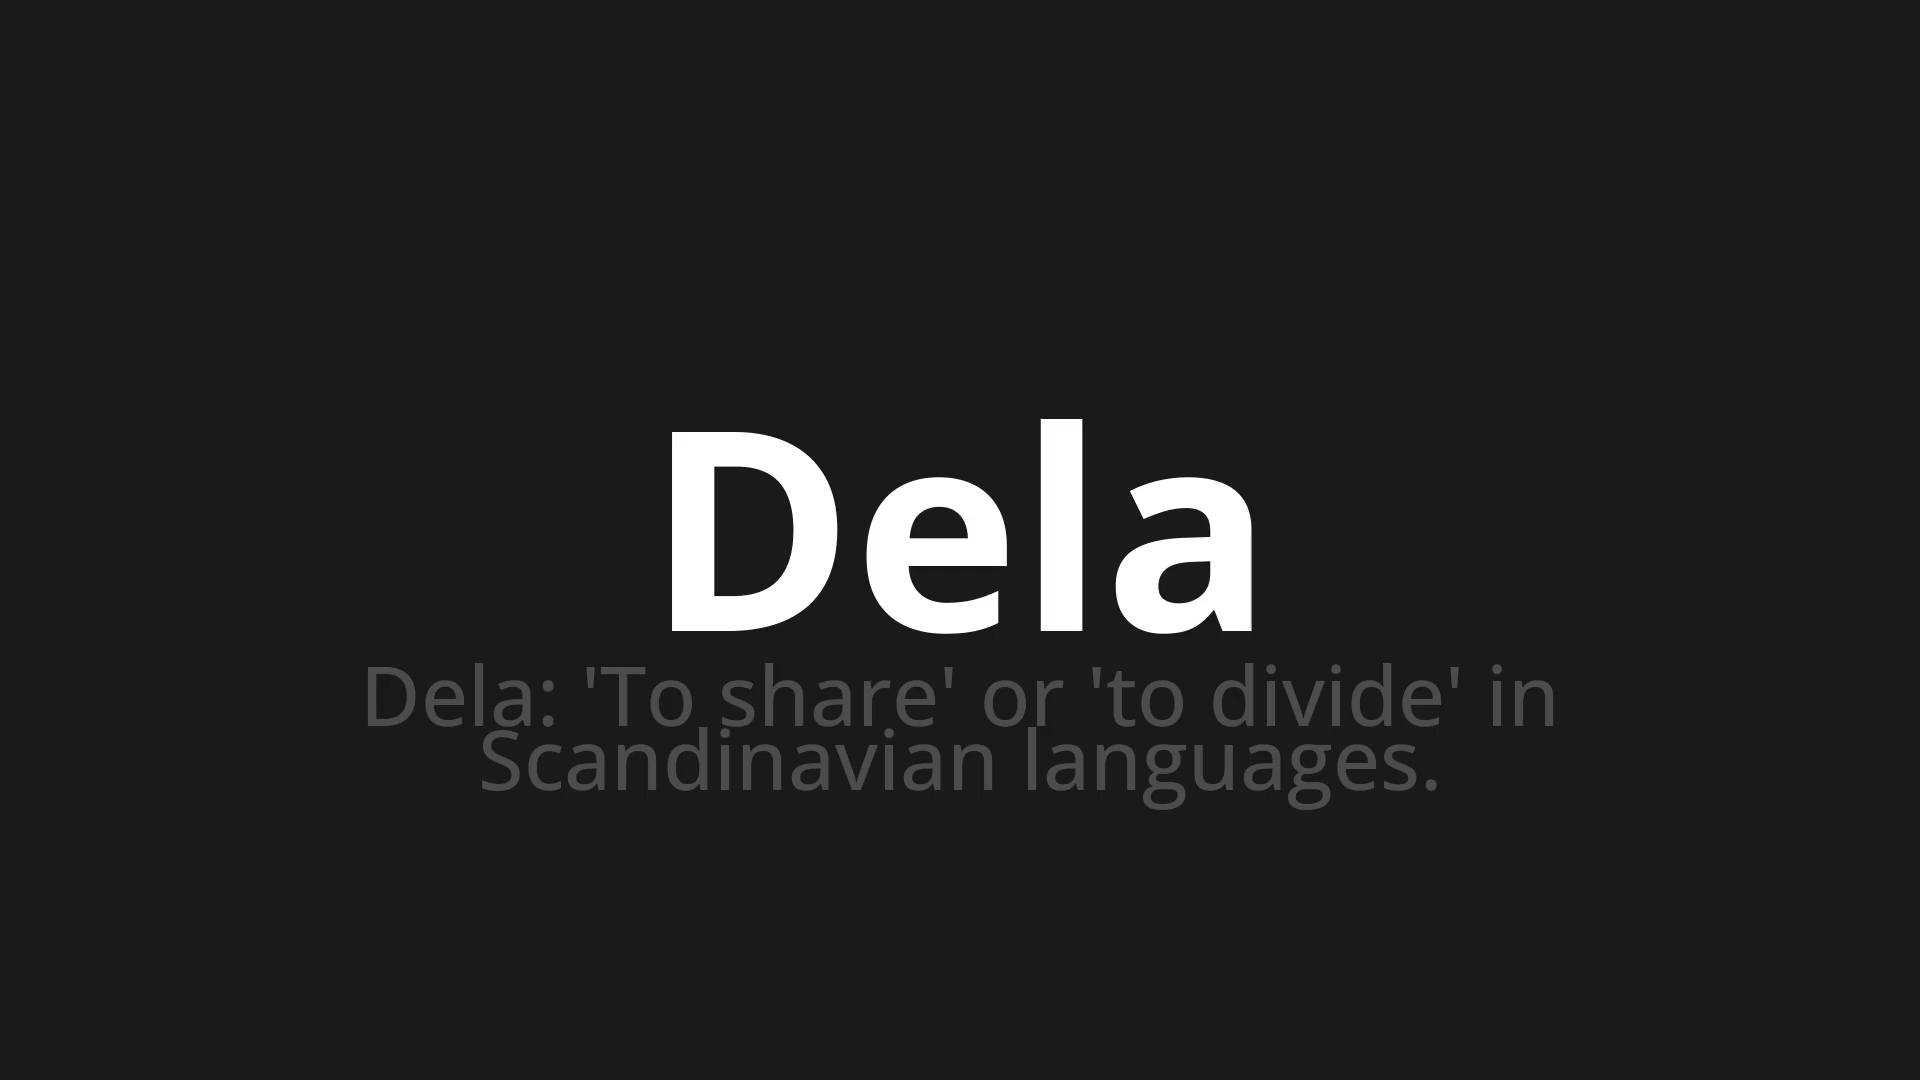 Dela
Dela: 'To share' or 'to divide' in
Scandinavian languages.